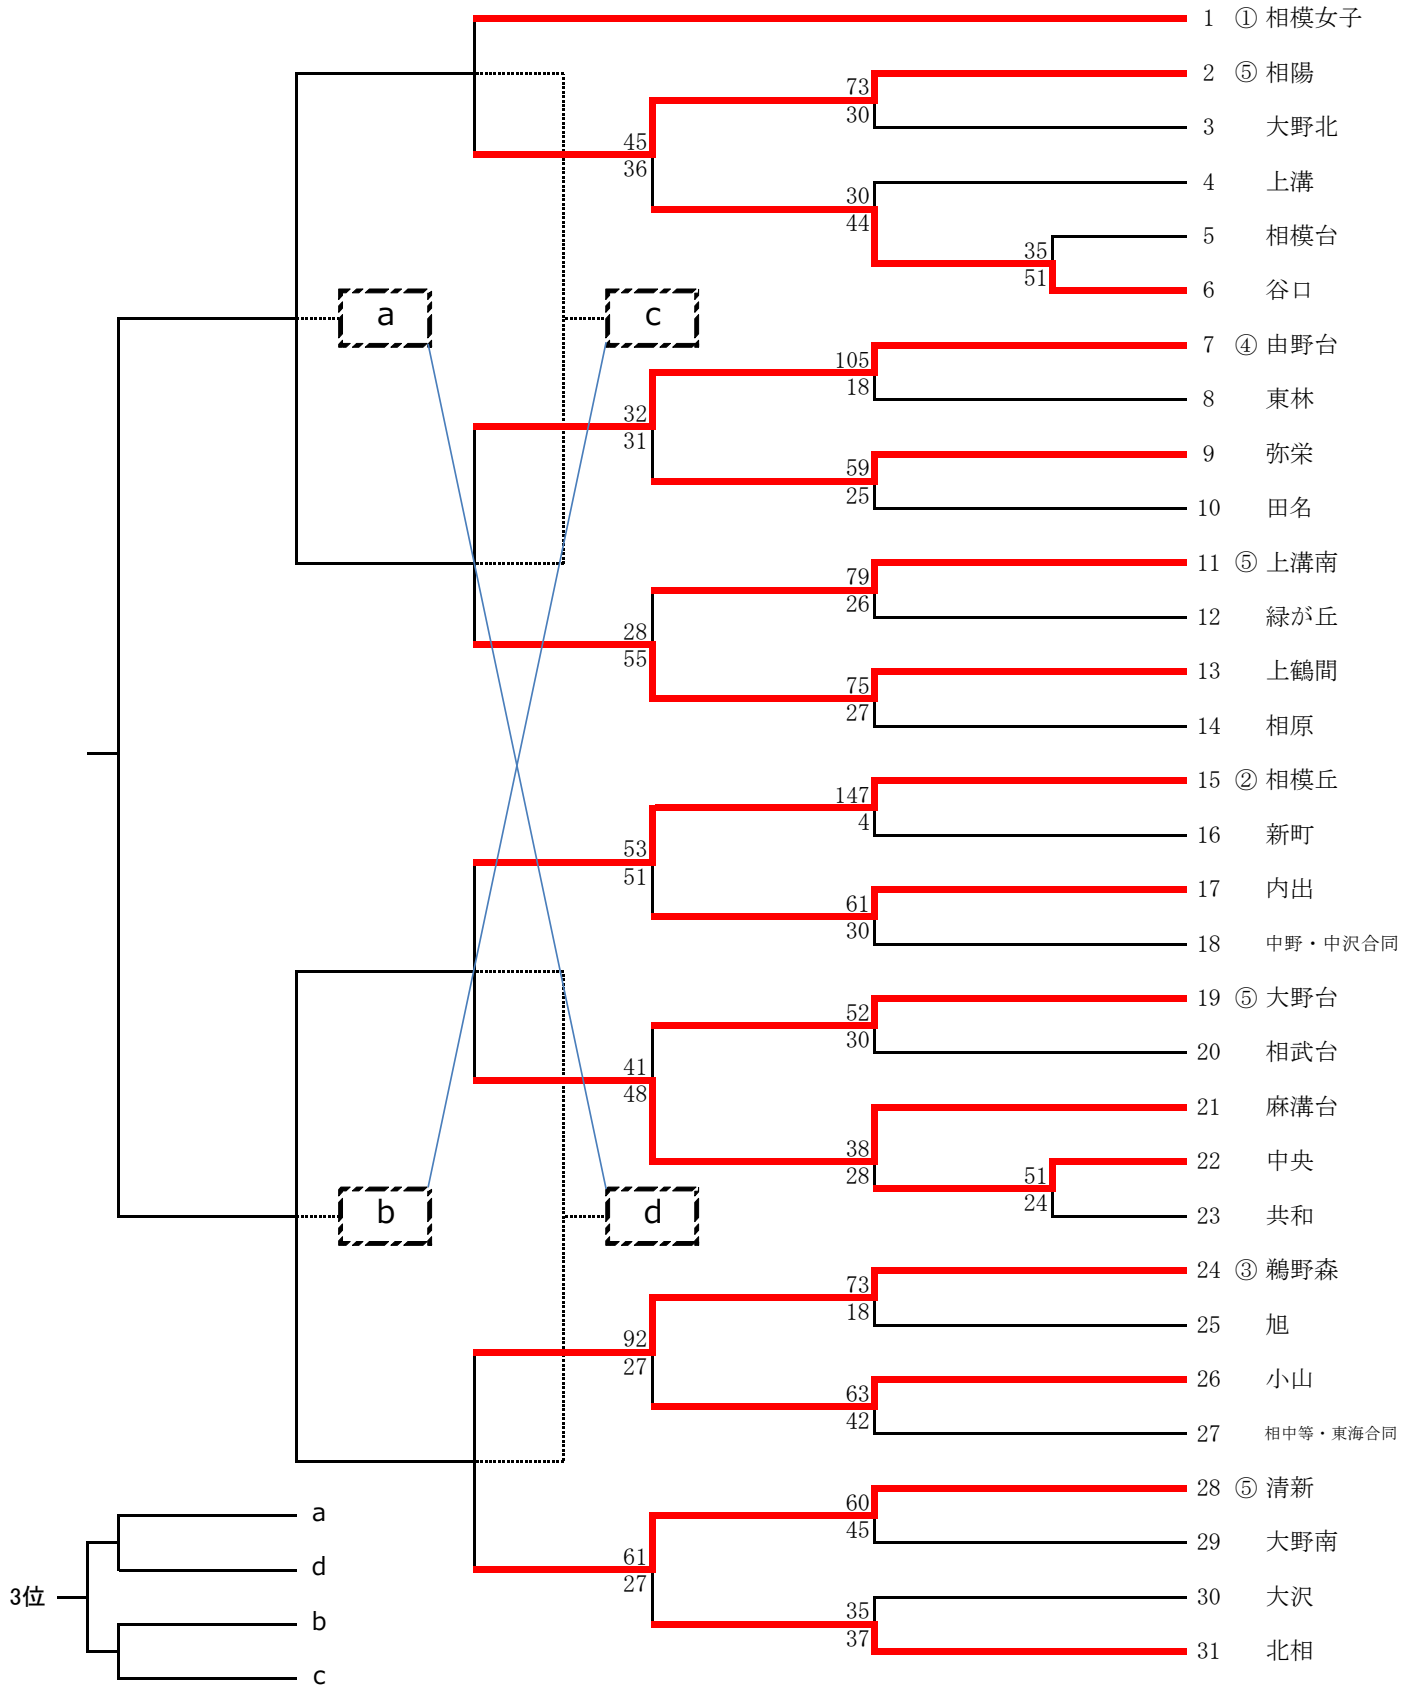 1 ① 相模女子
2 ⑤ 相陽
73
30
3 大野北
45
36
4 上溝
30
44
5 相模台
35
51
6 谷口
a
c
7 ④ 由野台
105
18
8 東林
32
31
9 弥栄
59
25
10 田名
11 ⑤ 上溝南
79
26
12 緑が丘
28
55
13 上鶴間
75
27
14 相原
15 ② 相模丘
147
4
16 新町
53
51
17 内出
61
30
18 中野・中沢合同
19 ⑤ 大野台
52
30
20 相武台
41
48
21 麻溝台
38
28
22 中央
51
24
23 共和
b
d
24 ③ 鵜野森
73
18
25 旭
92
27
26 小山
63
42
27 相中等・東海合同
28 ⑤ 清新
60
45
29 大野南
61
27
30 大沢
35
37
31 北相
a
d
3位
b
c